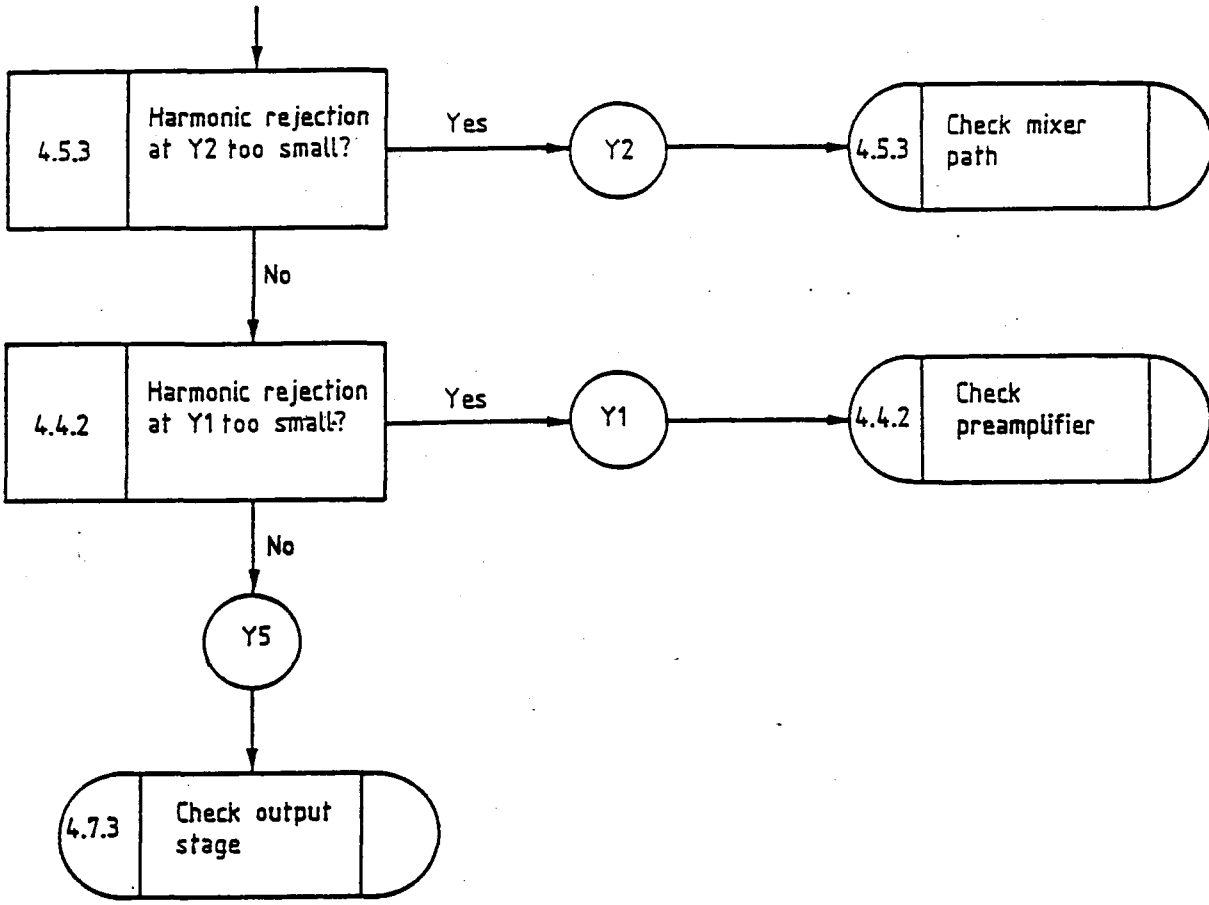 4.5.3
Harmonic rejection
at Y2 too small?
Yes
Y2
4.5.3
Check mixer
path
No
4.4.2
Harmonic rejection
at Y1 too small?
Yes
Y1
4.4.2
Check
preamplifier
No
Y5
4.7.3
Check output
stage